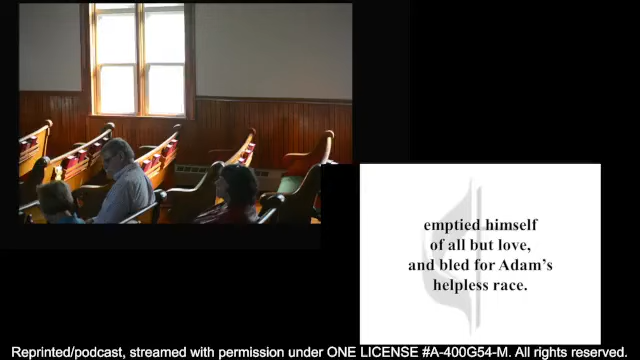 emptied himself
of all but love,
and bled for Adam's
helpless race.
Reprinted/podcast, streamed with permission under ONE LICENSE #A-400G54-M. All rights reserved.